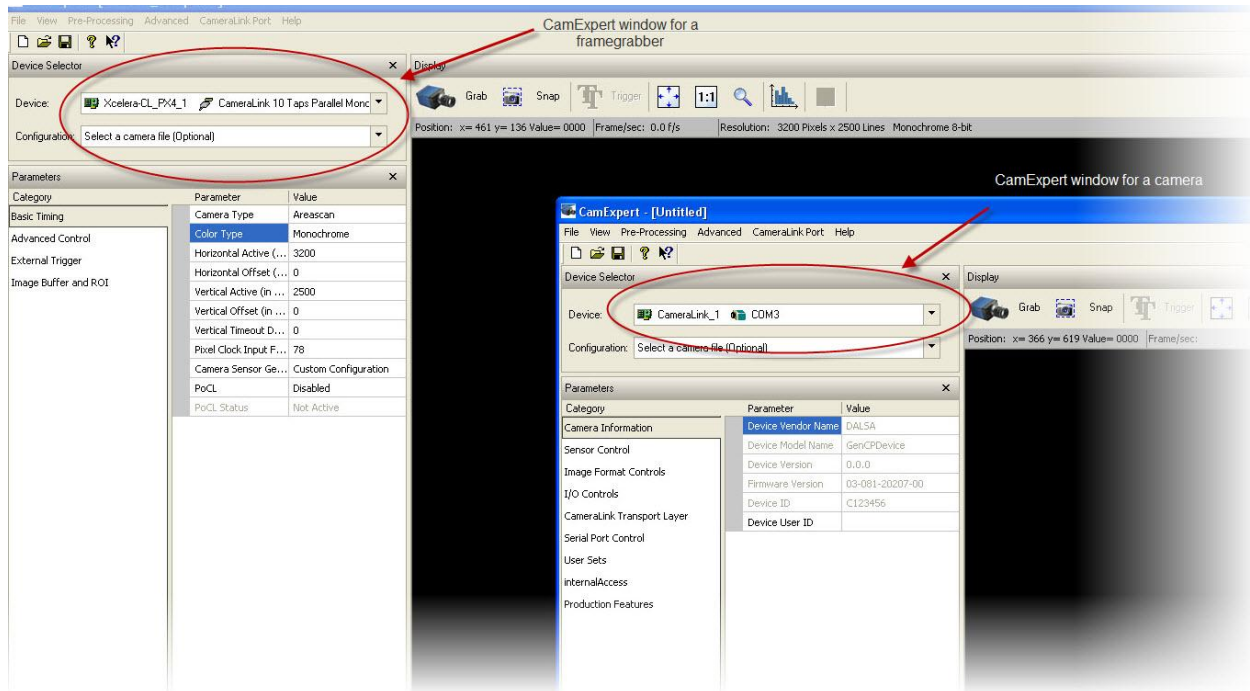 CamExpert window for a
framegrabber
File View Pre-Processing Advanced CameraLink Port Help
Device Selector
Device: Xcelera-CL_PX4_1 CameraLink 10 Taps Parallel Monc
Configuration: Select a camera file (Optional)
Parameters
Category Parameter Value
Basic Timing
Advanced Control
External Trigger
Image Buffer and ROI
Camera Type Areascan
Color Type Monochrome
Horizontal Active (... 3200
Horizontal Offset (... 0
Vertical Active (in ... 2500
Vertical Offset (in ... 0
Vertical Timeout D... 0
Pixel Clock Input F... 78
Camera Sensor Ge... Custom Configuration
PoCL Disabled
PoCL Status Not Active
Display
Grab Snap Trigger 1:1
Position: x= 461 y= 136 Value= 0000 Frame/sec: 0.0 f/s Resolution: 3200 Pixels x 2500 Lines Monochrome 8-bit
CamExpert window for a camera
CamExpert - [Untitled]
File View Pre-Processing Advanced CameraLink Port Help
Device Selector
Device: CameraLink_1 COM3
Configuration: Select a camera file (Optional)
Parameters
Category Parameter Value
Camera Information
Sensor Control
Image Format Controls
I/O Controls
CameraLink Transport Layer
Serial Port Control
User Sets
internalAccess
Production Features
Device Vendor Name DALSA
Device Model Name GenCPDevice
Device Version 0.0.0
Firmware Version 03-081-20207-00
Device ID C123456
Device User ID
Display
Grab Snap Trigger
Position: x= 366 y= 619 Value= 0000 Frame/sec: